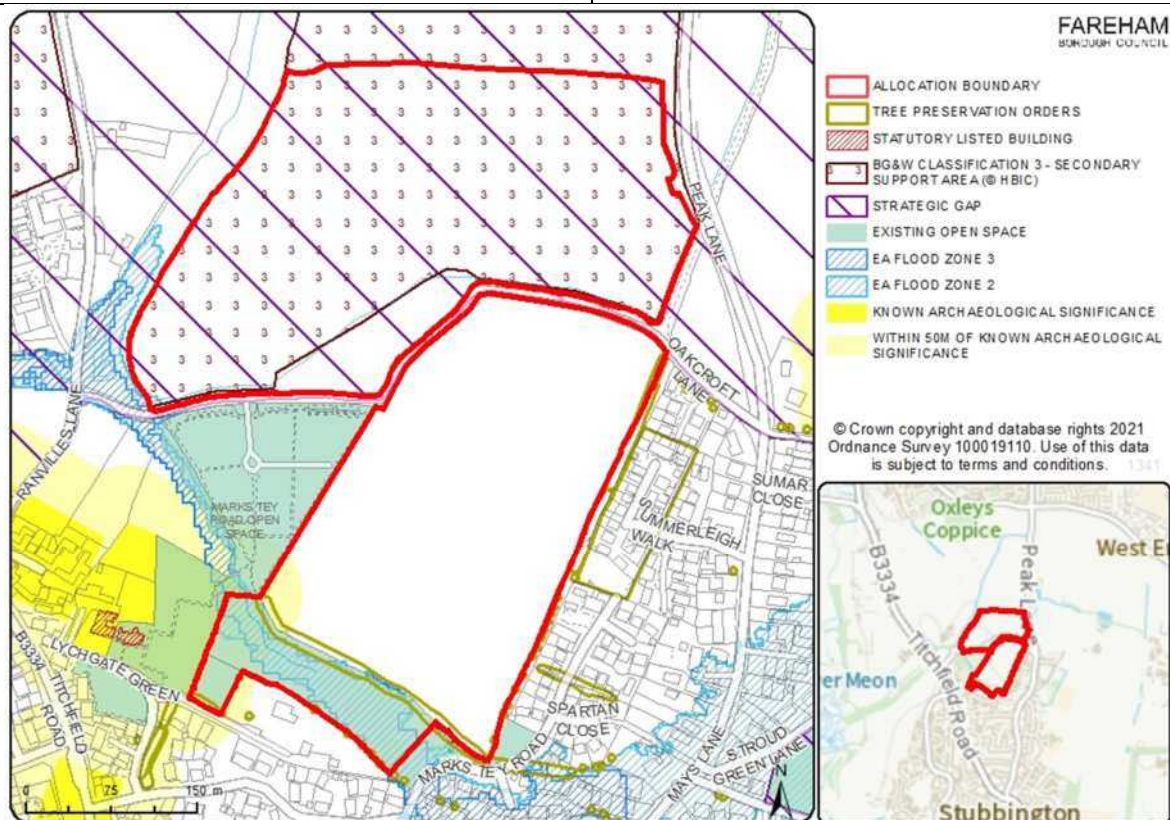 FAREHAM
BOROUGH COUNCIL
ALLOCATION BOUNDARY
TREE PRESERVATION ORDERS
STATUTORY LISTED BUILDING
3 3
BG&W CLASSIFICATION 3 - SECONDARY
SUPPORT AREA (© HBIC)
STRATEGIC GAP
EXISTING OPEN SPACE
EA FLOOD ZONE 3
EA FLOOD ZONE 2
KNOWN ARCHAEOLOGICAL SIGNIFICANCE
WITHIN 50M OF KNOWN ARCHAEOLOGICAL
SIGNIFICANCE
© Crown copyright and database rights 2021
Ordnance Survey 100019110. Use of this data
is subject to terms and conditions.
1341
PEAK LANE
OAKCROFT
LANE
RANVILLES LANE
MARKS TEY
ROAD OPEN
SPACE
SUMAR
CLOSE
SUMMERLEIGH
WALK
LYCHGATE GREEN
B3334 TITCHFIELD
ROAD
SPARTAN
CLOSE
MARKS TEY ROAD
MAYS LANE
STROUD
GREEN LANE
N
0 75 150 m
Oxleys
Coppice
B3334
Peak L
West E
Titchfield Road
er Meon
Stubbington